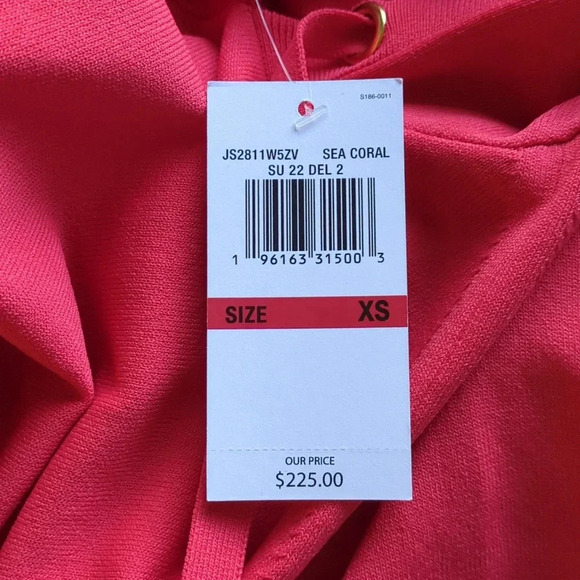 S186-0011
JS2811W5ZV SEA CORAL
SU 22 DEL 2
1 96163 31500 3
SIZE XS
OUR PRICE
$225.00